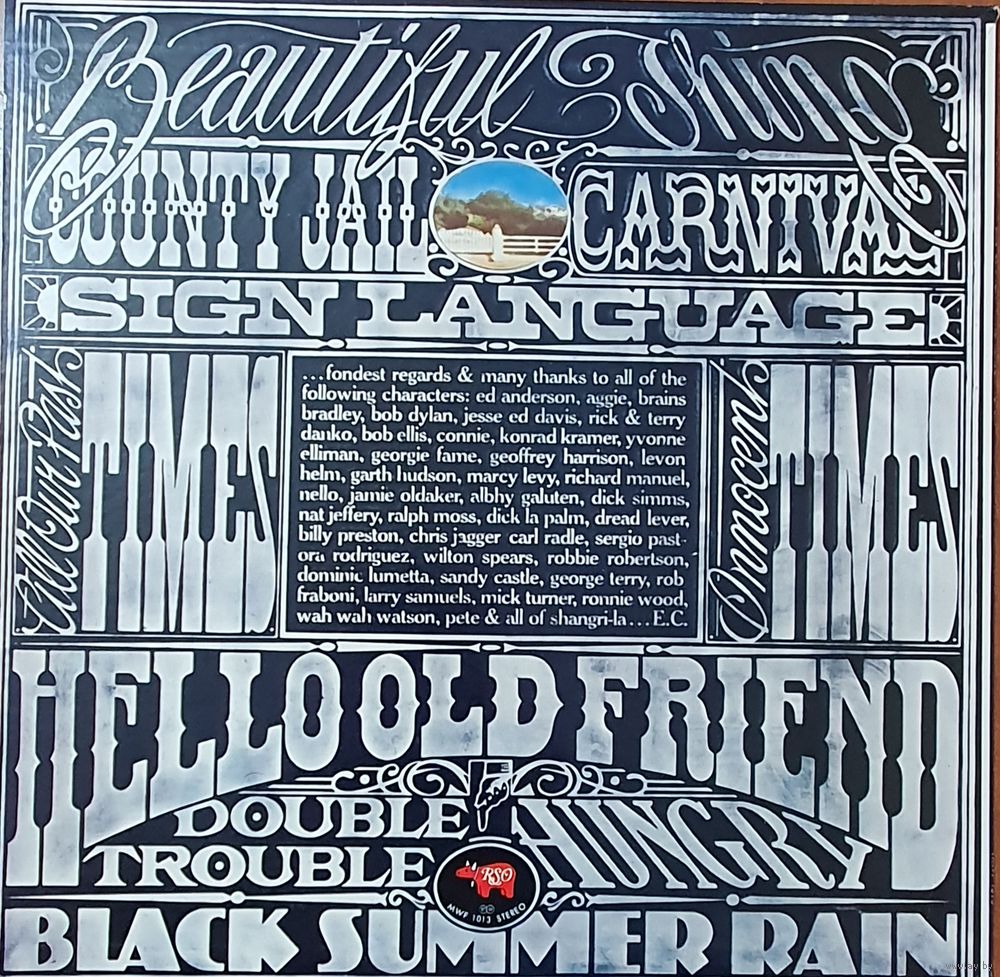 Beautiful Thing
COUNTY JAIL
CARNIVAL
SIGN LANGUAGE
All Our Past
TIMES
...fondest regards & many thanks to all of the
following characters: ed anderson, aggie, brains
bradley, bob dylan, jesse ed davis, rick & terry
danko, bob ellis, connie, konrad kramer, yvonne
elliman, georgie fame, geoffrey harrison, levon
helm, garth hudson, marcy levy, richard manuel,
nello, jamie oldaker, albhy galuten, dick simms,
nat jeffery, ralph moss, dick la palm, dread lever,
billy preston, chris jagger carl radle, sergio past-
ora rodriguez, wilton spears, robbie robertson,
dominic lumetta, sandy castle, george terry, rob
fraboni, larry samuels, mick turner, ronnie wood,
wah wah watson, pete & all of shangri-la...E.C.
Innocent
TIMES
HELLO OLD FRIEND
DOUBLE
TROUBLE
HUNGRY
RSO
MWF 1013 STEREO
BLACK SUMMER RAIN
www.ay.by